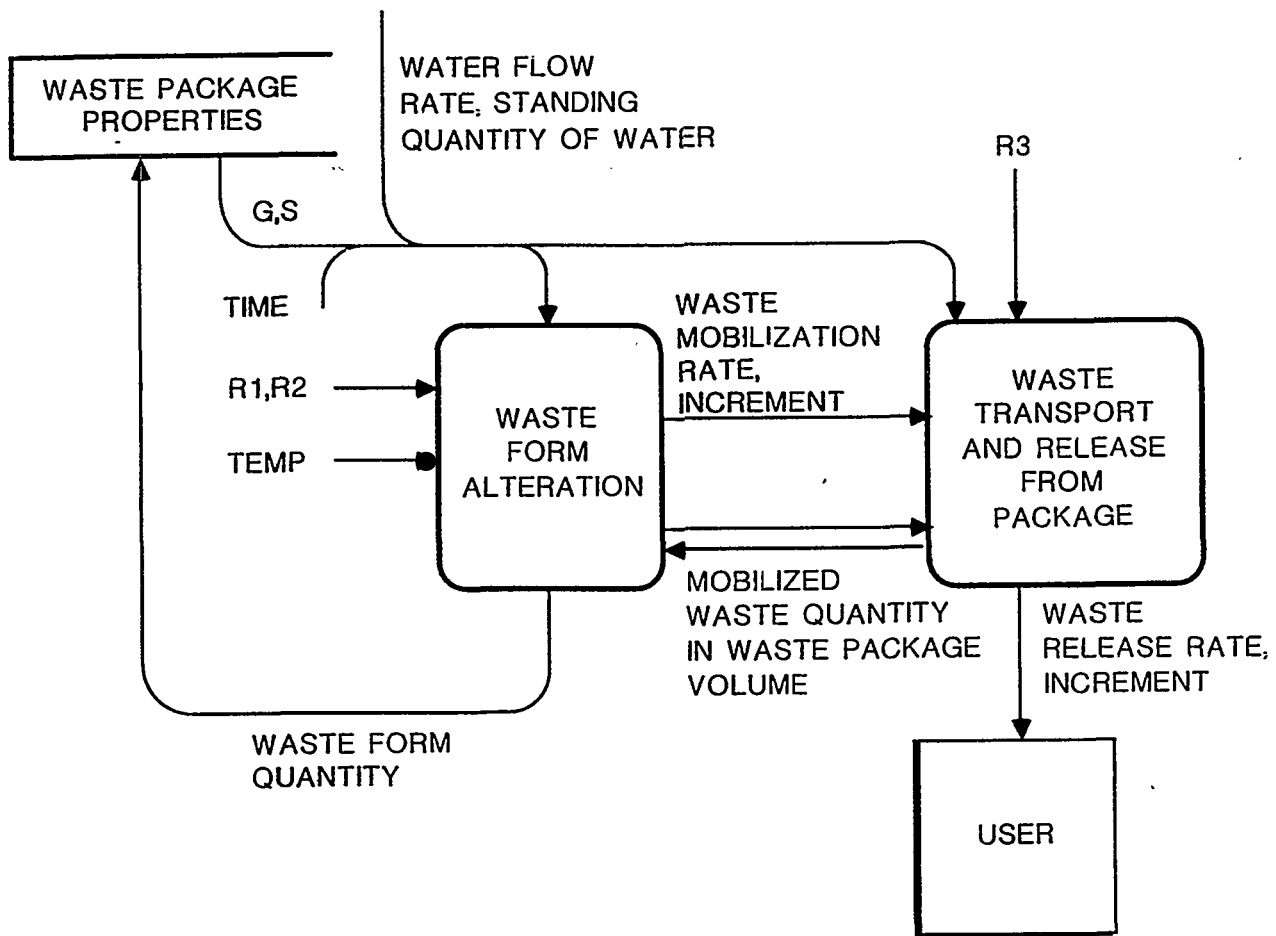 WASTE PACKAGE
PROPERTIES
WATER FLOW
RATE, STANDING
QUANTITY OF WATER
R3
G,S
TIME
R1,R2
TEMP
WASTE
FORM
ALTERATION
WASTE
MOBILIZATION
RATE,
INCREMENT
WASTE
TRANSPORT
AND RELEASE
FROM
PACKAGE
MOBILIZED
WASTE QUANTITY
IN WASTE PACKAGE
VOLUME
WASTE
RELEASE RATE,
INCREMENT
WASTE FORM
QUANTITY
USER